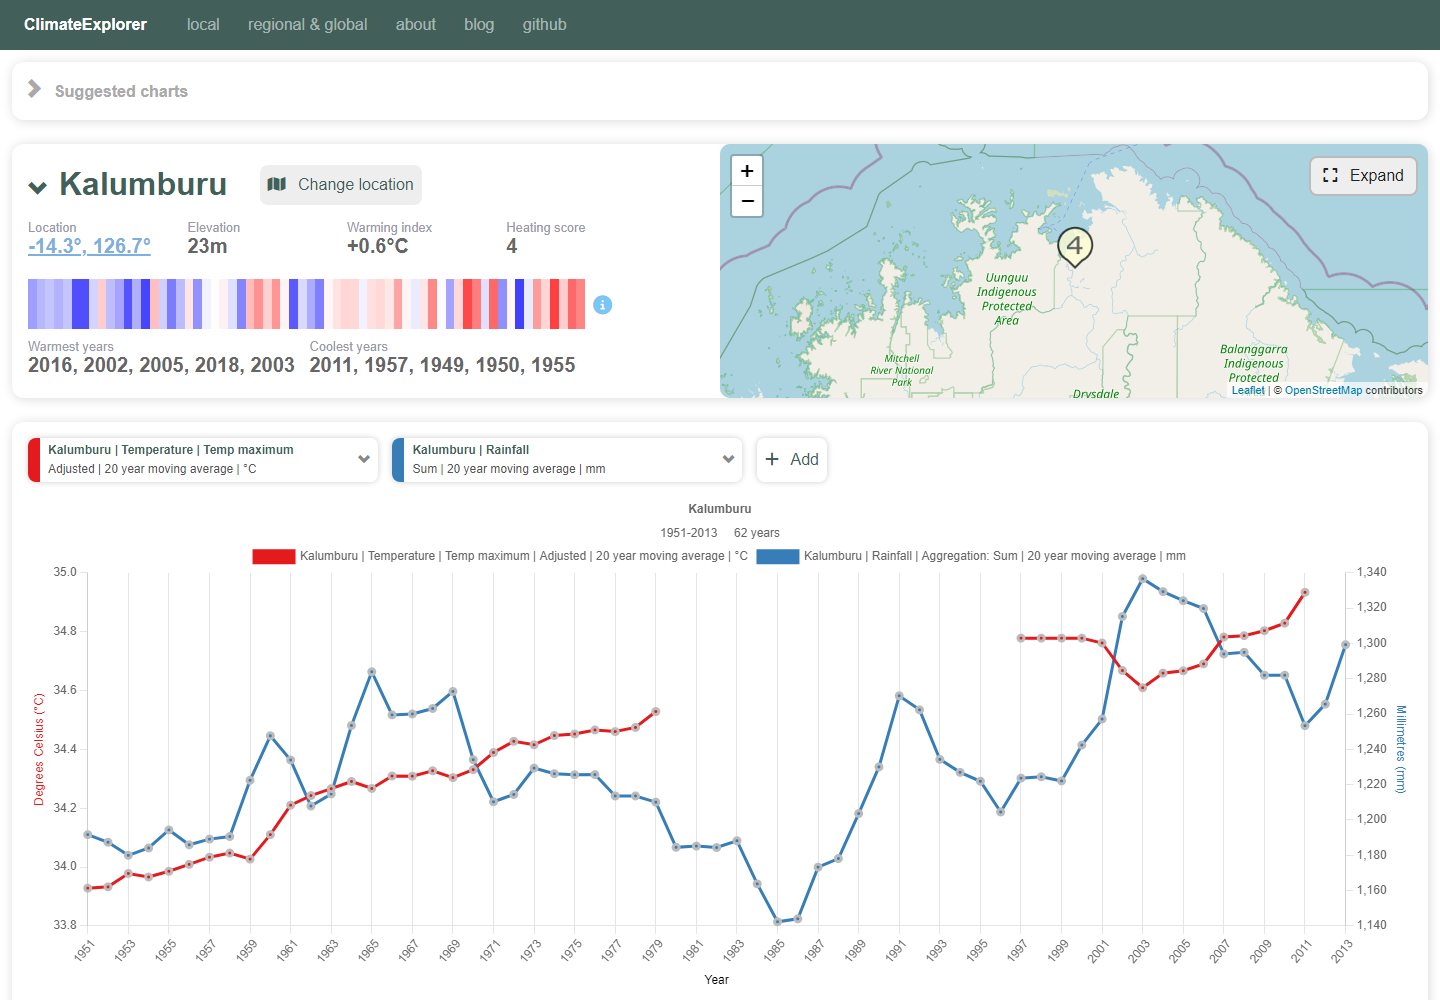 ClimateExplorer local regional & global about blog github
Suggested charts
Kalumburu
Change location
Location Elevation Warming index Heating score
-14.3°, 126.7° 23m +0.6°C 4
Warmest years Coolest years
2016, 2002, 2005, 2018, 2003 2011, 1957, 1949, 1950, 1955
+
−
Expand
4
Uunguu
Indigenous
Protected
Area
Mitchell
River National
Park
Balanggarra
Indigenous
Protected
Drysdale
Leaflet | © OpenStreetMap contributors
Kalumburu | Temperature | Temp maximum
Adjusted | 20 year moving average | °C
Kalumburu | Rainfall
Sum | 20 year moving average | mm
+ Add
Kalumburu
1951-2013 62 years
Kalumburu | Temperature | Temp maximum | Adjusted | 20 year moving average | °C
Kalumburu | Rainfall | Aggregation: Sum | 20 year moving average | mm
35.0
34.8
34.6
34.4
34.2
34.0
33.8
Degrees Celsius (°C)
1,340
1,320
1,300
1,280
1,260
1,240
1,220
1,200
1,180
1,160
1,140
Millimetres (mm)
1951 1953 1955 1957 1959 1961 1963 1965 1967 1969 1971 1973 1975 1977 1979 1981 1983 1985 1987 1989 1991 1993 1995 1997 1999 2001 2003 2005 2007 2009 2011 2013
Year